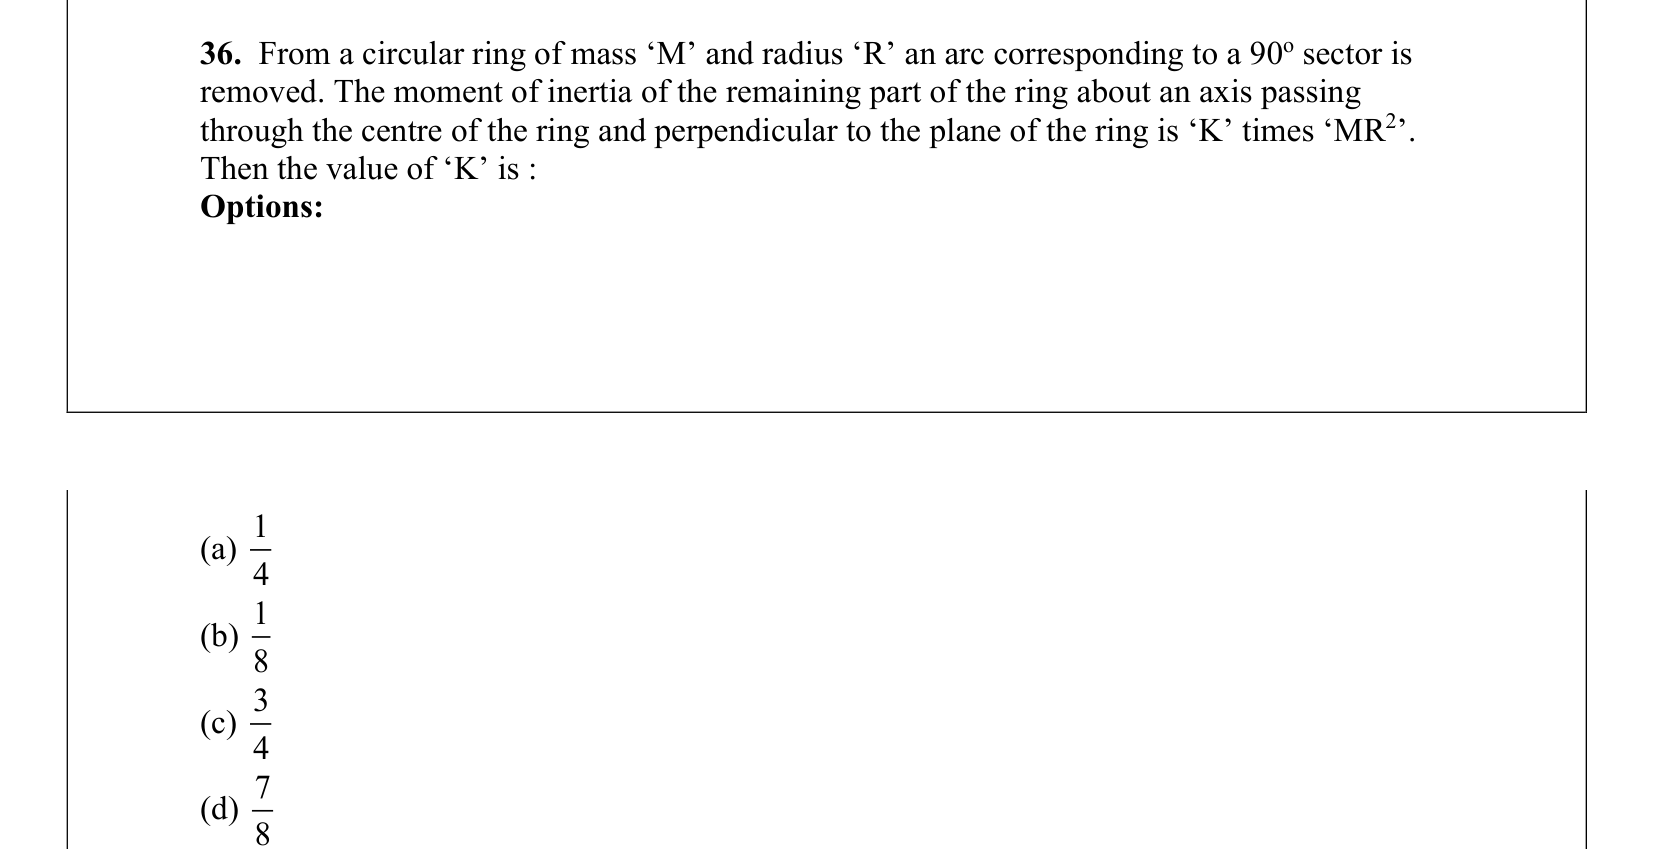 36. From a circular ring of mass ‘M’ and radius ‘R’ an arc corresponding to a 90º sector is
removed. The moment of inertia of the remaining part of the ring about an axis passing
through the centre of the ring and perpendicular to the plane of the ring is ‘K’ times ‘MR²’.
Then the value of ‘K’ is :
Options:
(a) 1/4
(b) 1/8
(c) 3/4
(d) 7/8